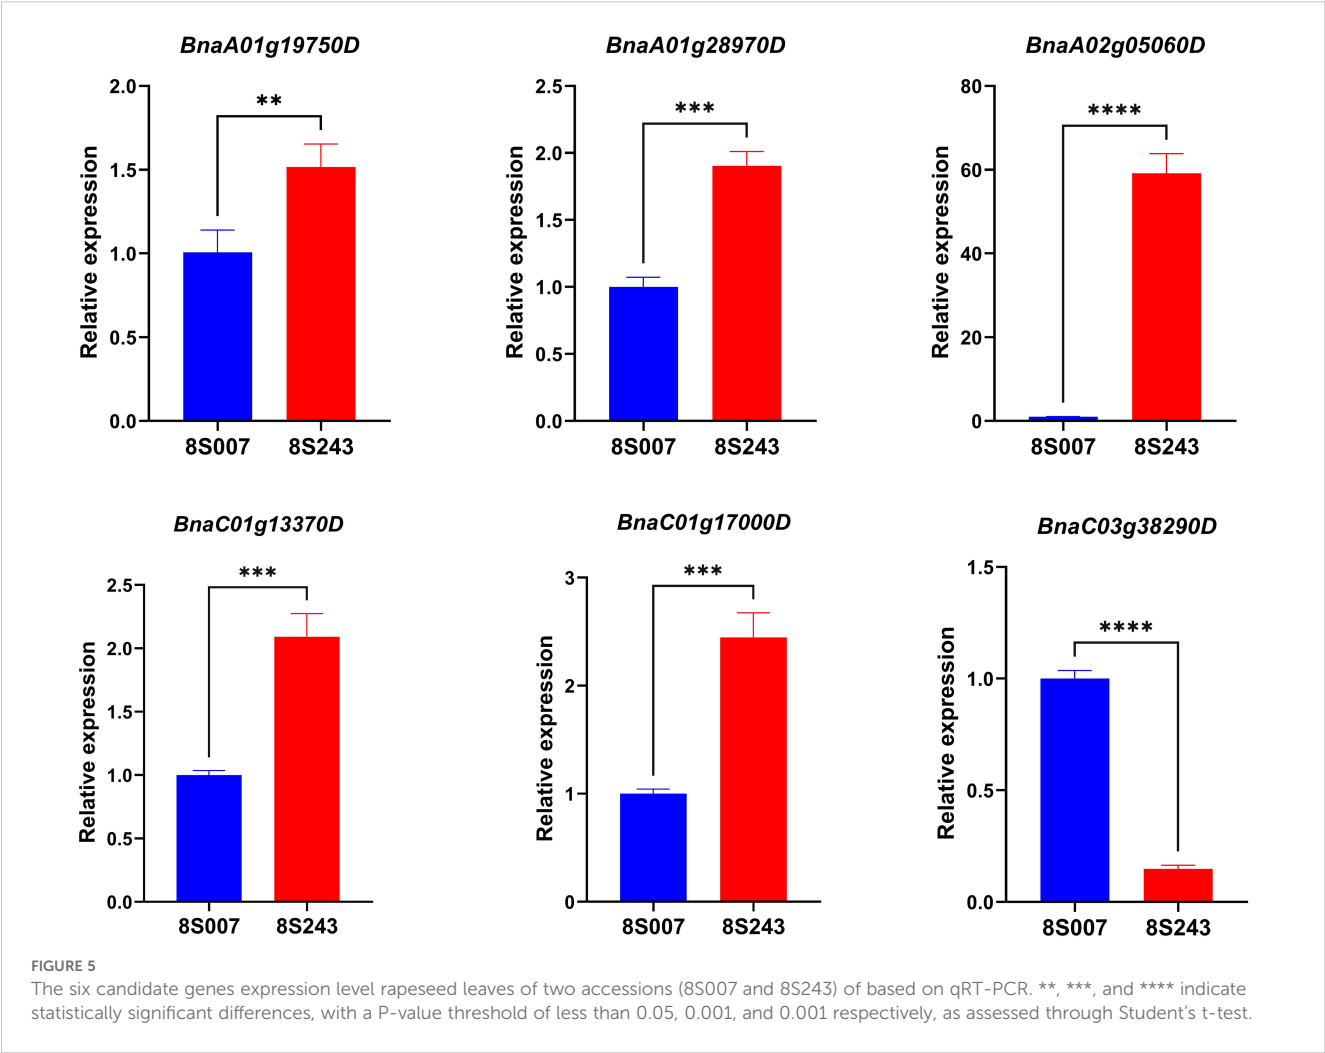 BnaA01g19750D
2.0
1.5
1.0
0.5
0.0
Relative expression
**
8S007 8S243
BnaA01g28970D
2.5
2.0
1.5
1.0
0.5
0.0
Relative expression
***
8S007 8S243
BnaA02g05060D
80
60
40
20
0
Relative expression
****
8S007 8S243
BnaC01g13370D
2.5
2.0
1.5
1.0
0.5
0.0
Relative expression
***
8S007 8S243
BnaC01g17000D
3
2
1
0
Relative expression
***
8S007 8S243
BnaC03g38290D
1.5
1.0
0.5
0.0
Relative expression
****
8S007 8S243
FIGURE 5
The six candidate genes expression level rapeseed leaves of two accessions (8S007 and 8S243) of based on qRT-PCR. **, ***, and **** indicate
statistically significant differences, with a P-value threshold of less than 0.05, 0.001, and 0.001 respectively, as assessed through Student's t-test.